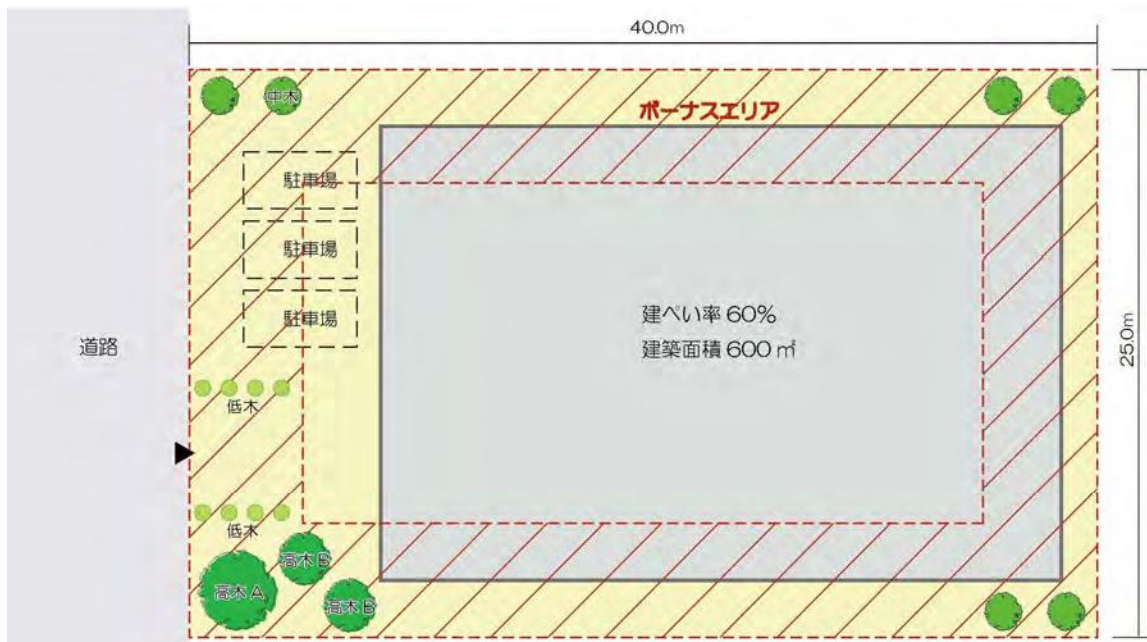 40.0m
中木
ボーナスエリア
駐車場
駐車場
駐車場
建ぺい率 60%
建築面積 600 ㎡
道路
25.0m
低木
低木
高木 B
高木 A
高木 B